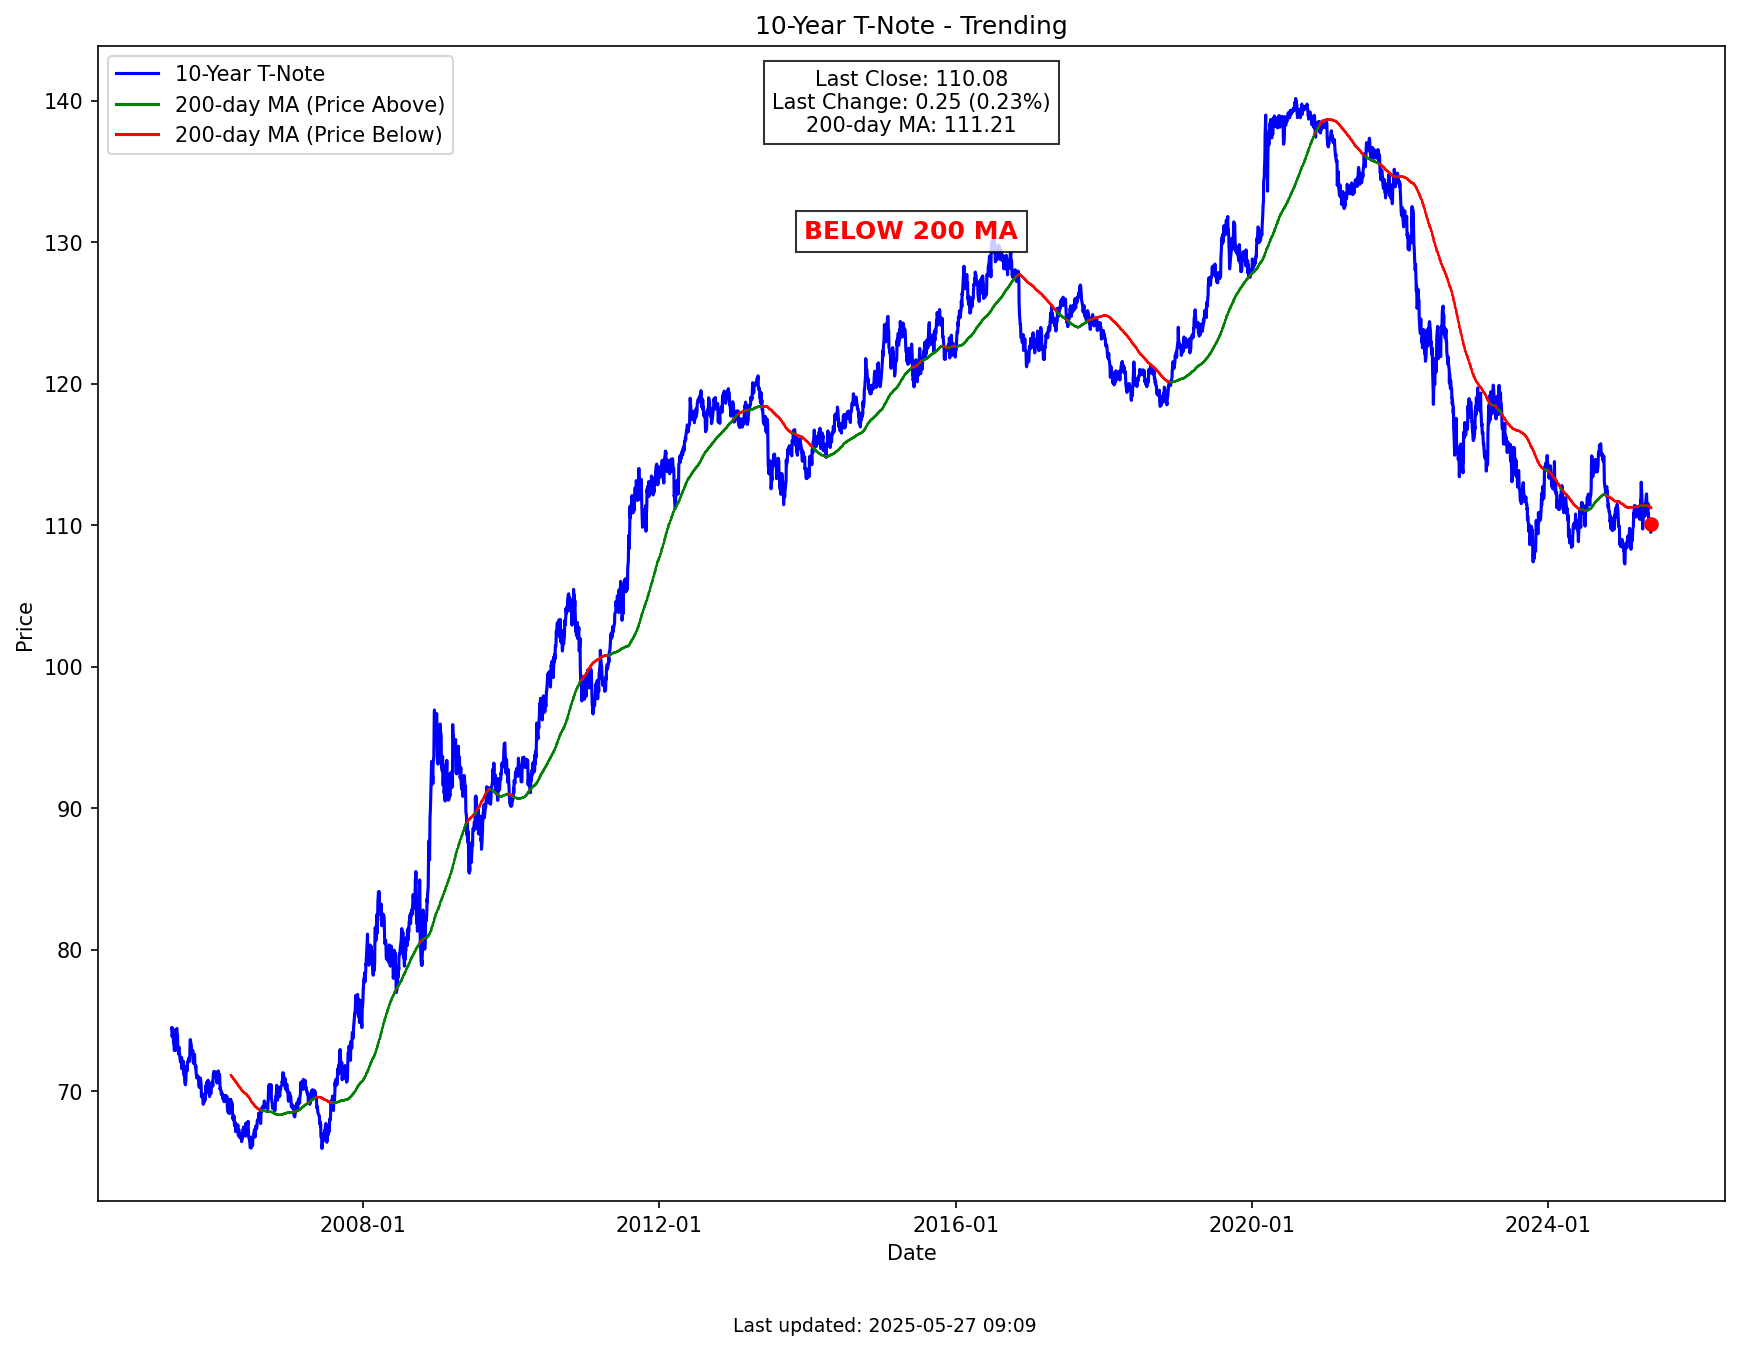 10-Year T-Note - Trending
10-Year T-Note
200-day MA (Price Above)
200-day MA (Price Below)
Last Close: 110.08
Last Change: 0.25 (0.23%)
200-day MA: 111.21
BELOW 200 MA
140
130
120
110
100
90
80
70
Price
2008-01
2012-01
2016-01
2020-01
2024-01
Date
Last updated: 2025-05-27 09:09